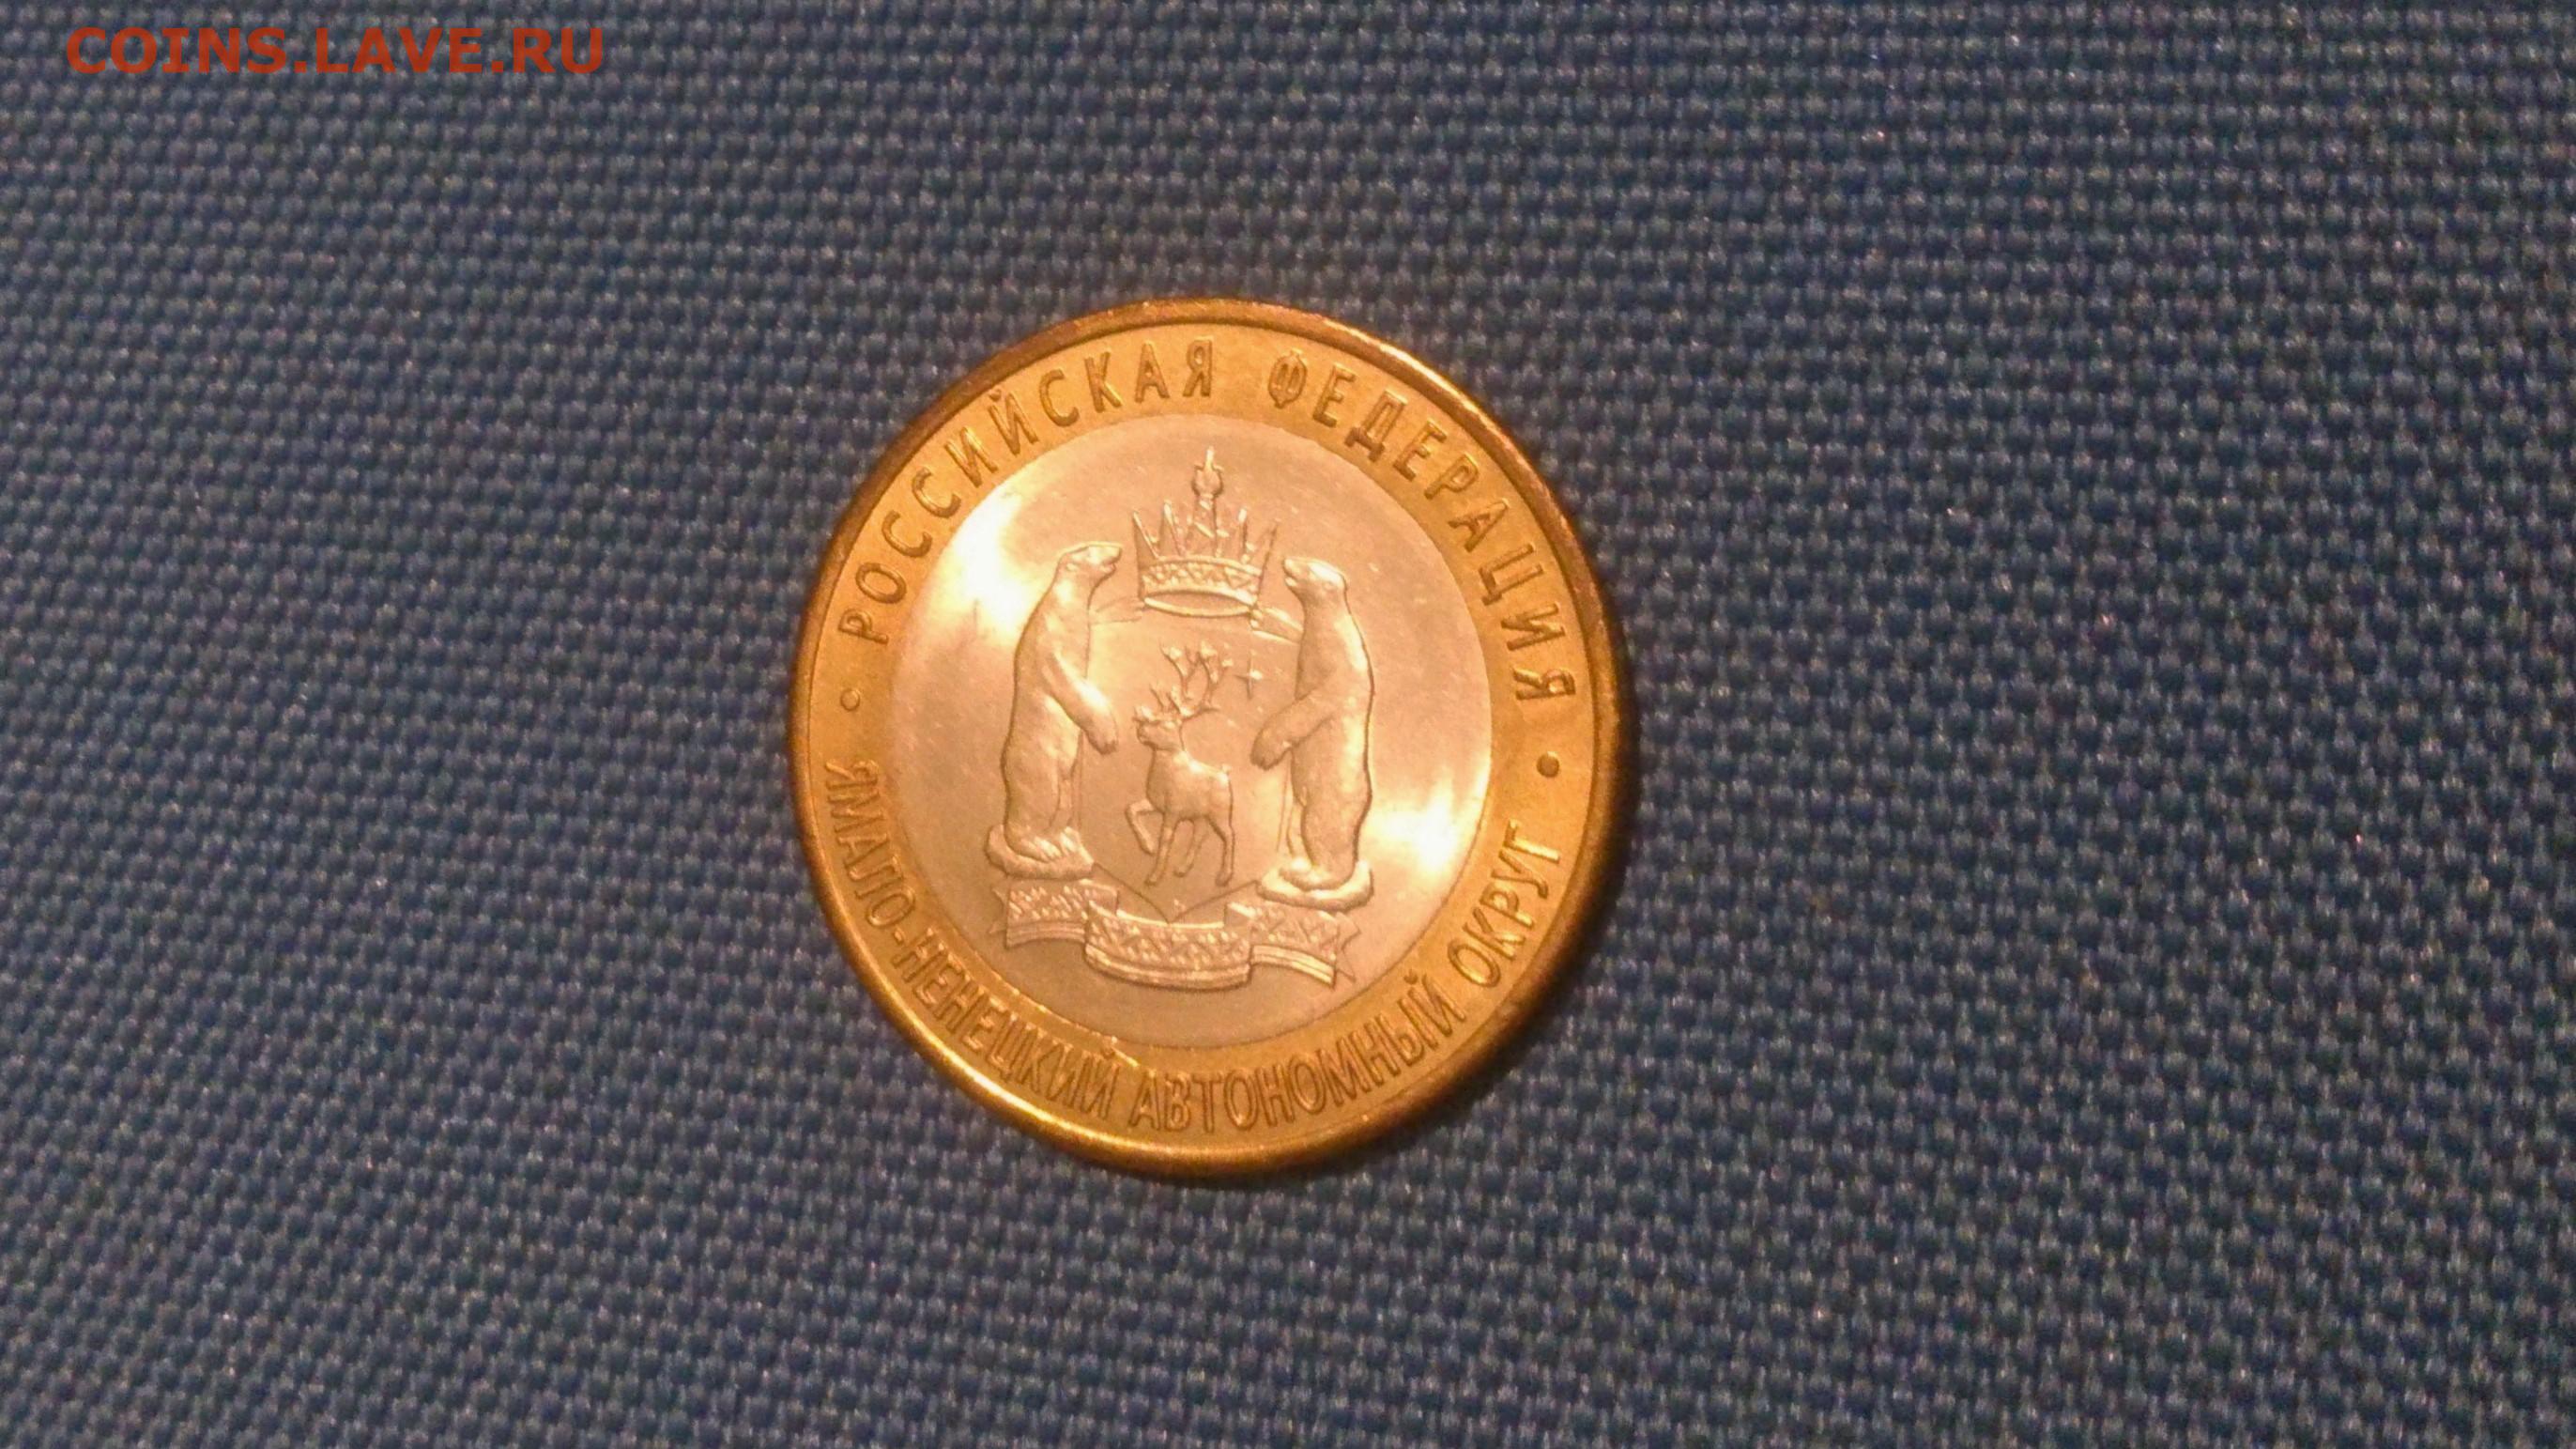 COINS.LAVE.RU
РОССИЙСКАЯ ФЕДЕРАЦИЯ
ЯМАЛО-НЕНЕЦКИЙ АВТОНОМНЫЙ ОКРУГ